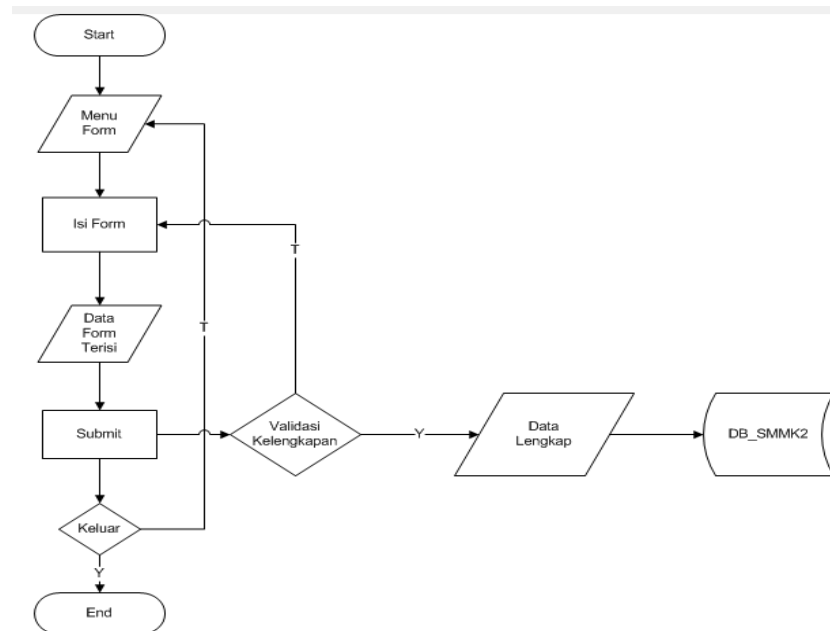 Start
Menu
Form
Isi Form
T
Data
Form
Terisi
T
Submit
Validasi
Kelengkapan
Y
Data
Lengkap
DB_SMMK2
Keluar
Y
End